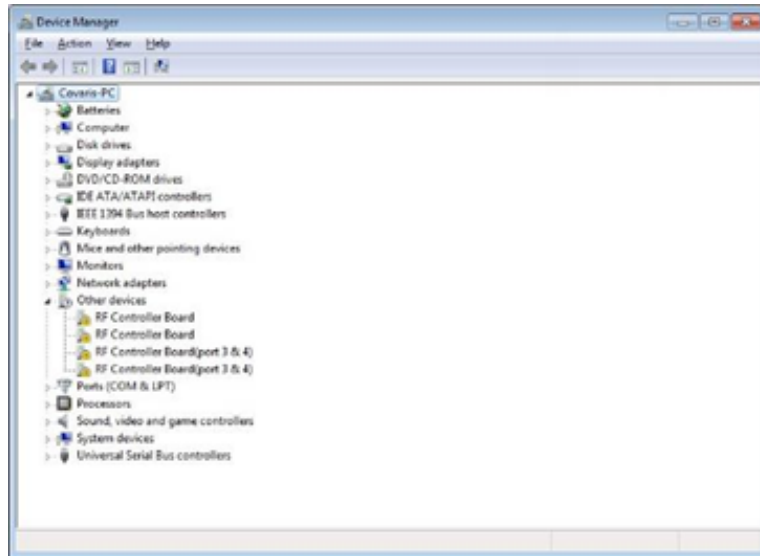 Device Manager
File Action View Help
Covaris-PC
Batteries
Computer
Disk drives
Display adapters
DVD/CD-ROM drives
IDE ATA/ATAPI controllers
IEEE 1394 Bus host controllers
Keyboards
Mice and other pointing devices
Monitors
Network adapters
Other devices
RF Controller Board
RF Controller Board
RF Controller Board(port 3 & 4)
RF Controller Board(port 3 & 4)
Ports (COM & LPT)
Processors
Sound, video and game controllers
System devices
Universal Serial Bus controllers